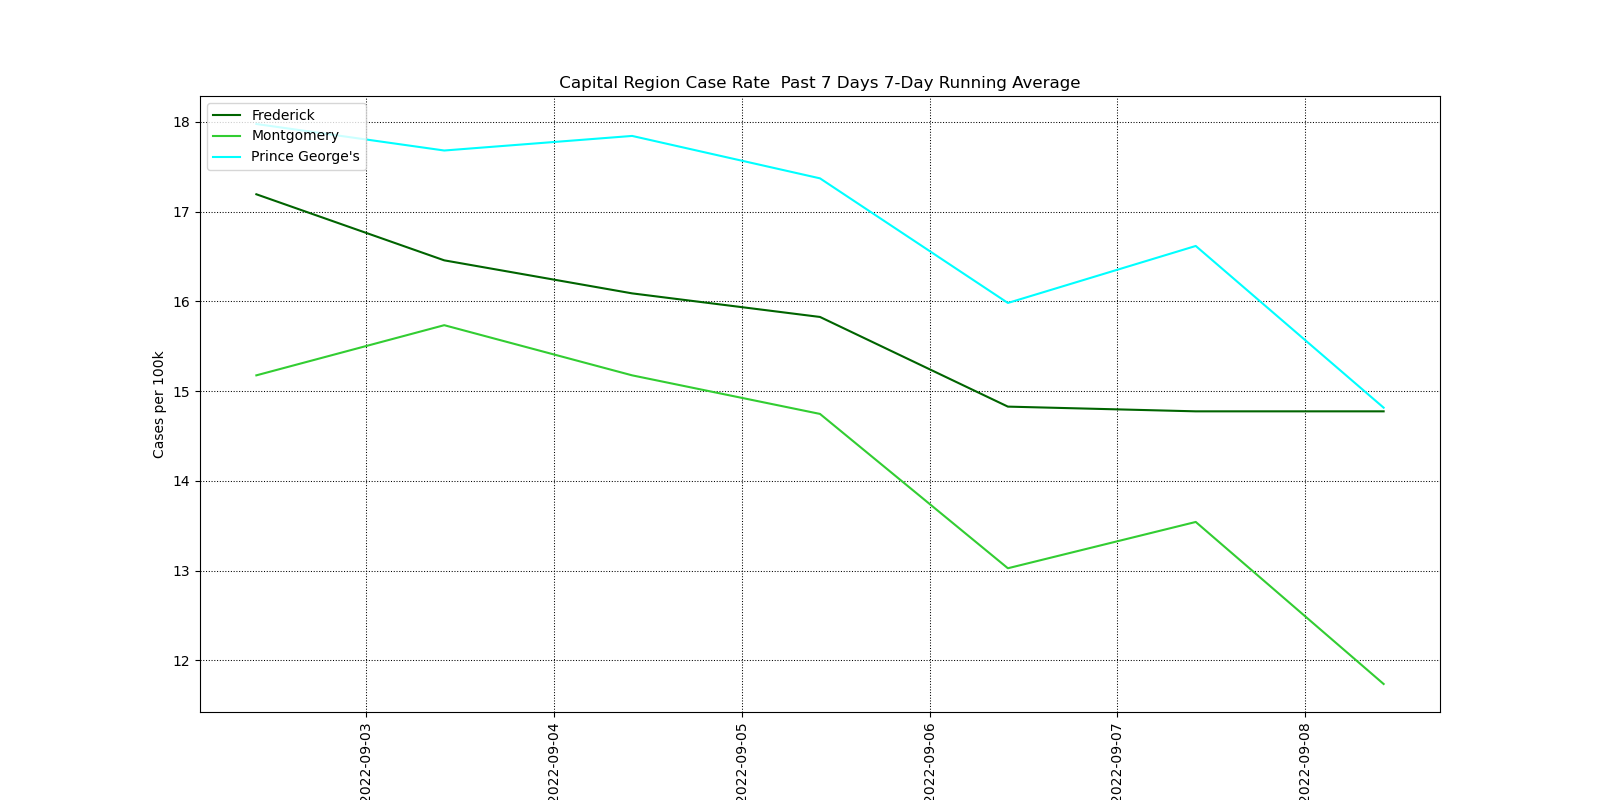 Capital Region Case Rate  Past 7 Days 7-Day Running Average
Frederick
Montgomery
Prince George's
Cases per 100k
18
17
16
15
14
13
12
2022-09-03
2022-09-04
2022-09-05
2022-09-06
2022-09-07
2022-09-08